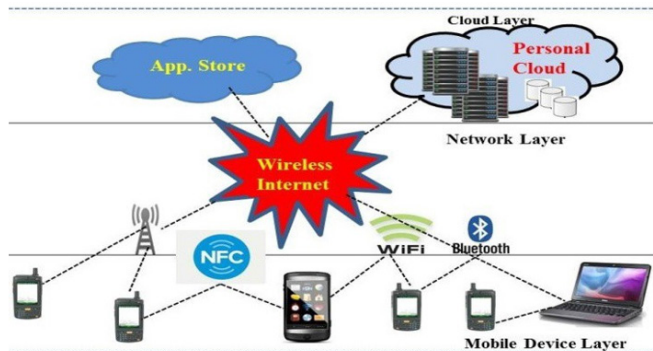 Cloud Layer
App. Store
Personal
Cloud
Network Layer
Wireless
Internet
NFC
WiFi
Bluetooth
Mobile Device Layer